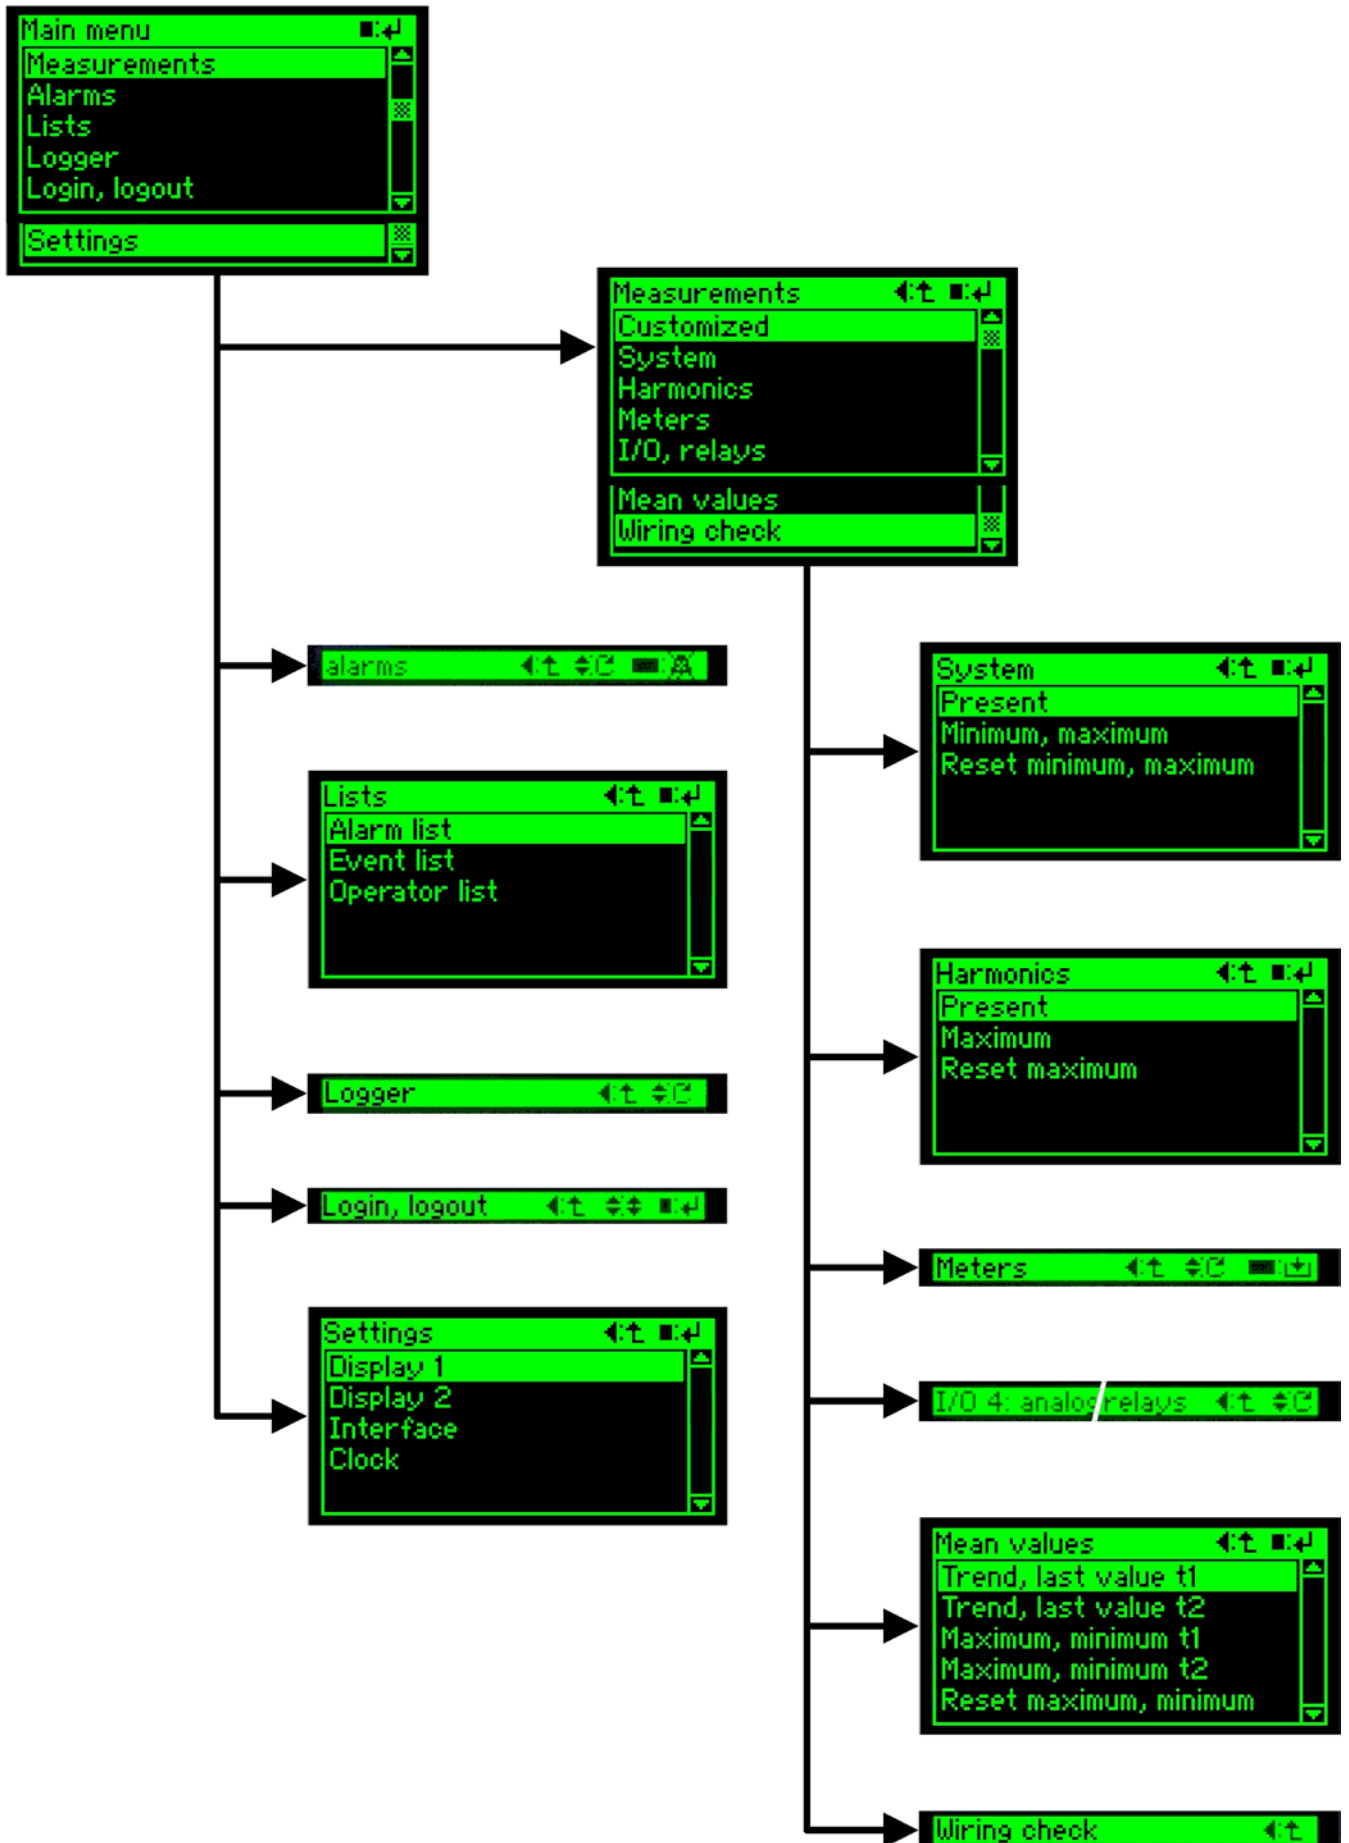 Main menu
Measurements
Alarms
Lists
Logger
Login, logout
Settings
Measurements
Customized
System
Harmonics
Meters
I/O, relays
Mean values
Wiring check
alarms
Lists
Alarm list
Event list
Operator list
Logger
Login, logout
Settings
Display 1
Display 2
Interface
Clock
System
Present
Minimum, maximum
Reset minimum, maximum
Harmonics
Present
Maximum
Reset maximum
Meters
I/O 4: analog/relays
Mean values
Trend, last value t1
Trend, last value t2
Maximum, minimum t1
Maximum, minimum t2
Reset maximum, minimum
Wiring check